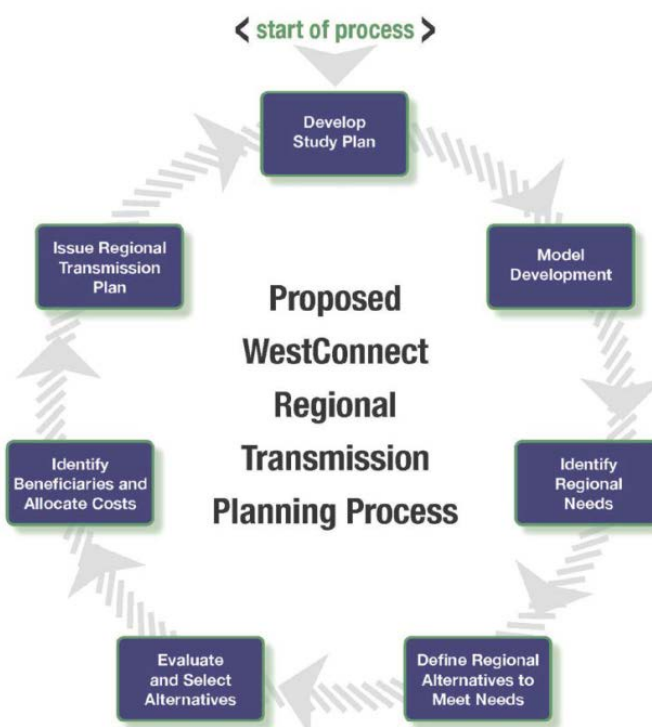 < start of process >
Develop
Study Plan
Model
Development
Identify
Regional
Needs
Define Regional
Alternatives to
Meet Needs
Evaluate
and Select
Alternatives
Identify
Beneficiaries and
Allocate Costs
Issue Regional
Transmission
Plan
Proposed
WestConnect
Regional
Transmission
Planning Process